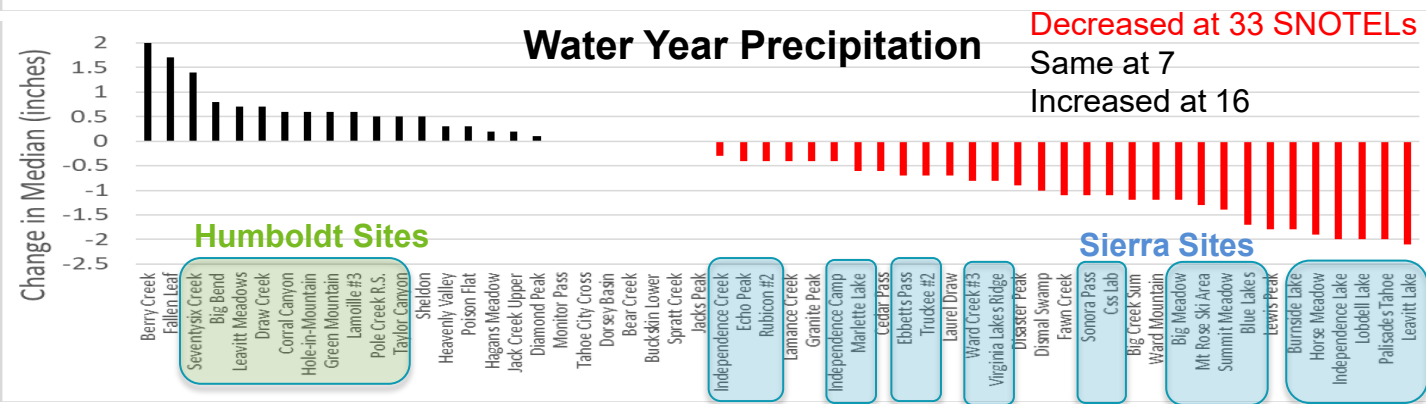 Water Year Precipitation
Decreased at 33 SNOTELs
Same at 7
Increased at 16
Change in Median (inches)
2
1.5
1
0.5
0
-0.5
-1
-1.5
-2
-2.5
Humboldt Sites
Sierra Sites
Berry Creek
Fallen Leaf
Seventysix Creek
Big Bend
Leavitt Meadows
Draw Creek
Corral Canyon
Hole-in-Mountain
Green Mountain
Lamoille #3
Pole Creek R.S.
Taylor Canyon
Sheldon
Heavenly Valley
Poison Flat
Hagans Meadow
Jack Creek Upper
Diamond Peak
Monitor Pass
Tahoe City Cross
Dorsey Basin
Bear Creek
Buckskin Lower
Spratt Creek
Jacks Peak
Independence Creek
Echo Peak
Rubicon #2
Lamance Creek
Granite Peak
Independence Camp
Marlette Lake
Cedar Pass
Ebbetts Pass
Truckee #2
Laurel Draw
Ward Creek #3
Virginia Lakes Ridge
Disaster Peak
Dismal Swamp
Fawn Creek
Sonora Pass
Css Lab
Big Creek Sum
Ward Mountain
Big Meadow
Mt Rose Ski Area
Summit Meadow
Blue Lakes
Lewis Peak
Burnside Lake
Horse Meadow
Independence Lake
Lobdell Lake
Palisades Tahoe
Leavitt Lake